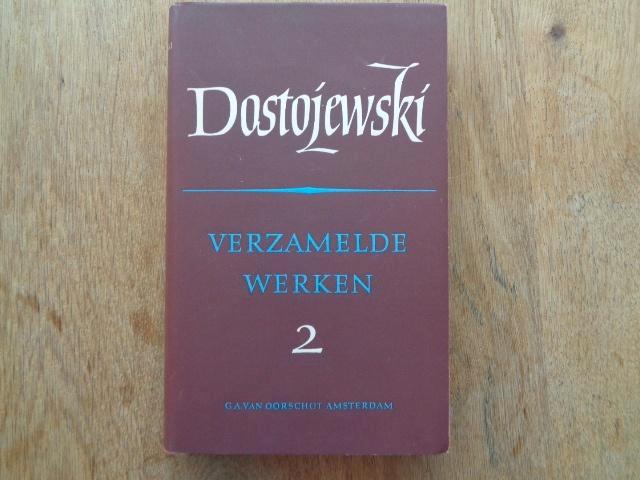 Dostojewski
VERZAMELDE
WERKEN
2
G.A.VAN OORSCHOT AMSTERDAM